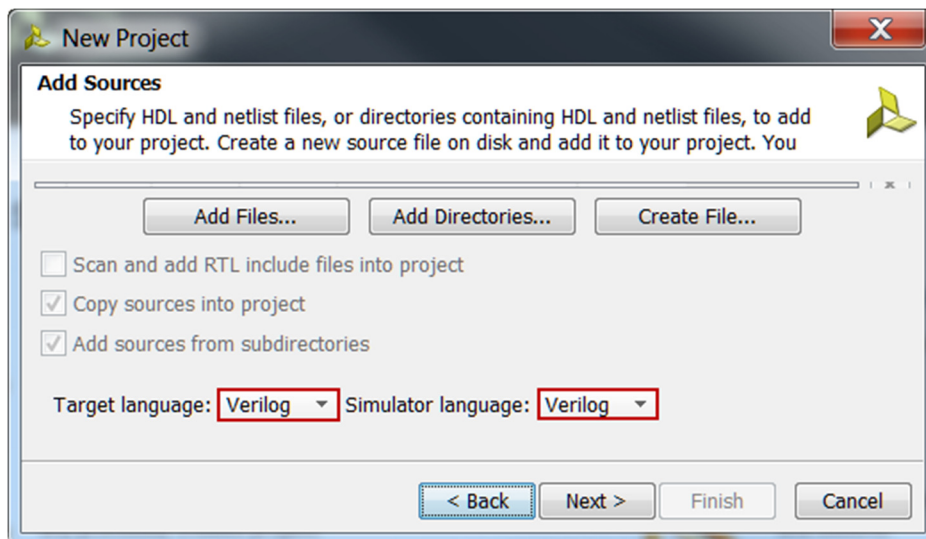 New Project
Add Sources
Specify HDL and netlist files, or directories containing HDL and netlist files, to add
to your project. Create a new source file on disk and add it to your project. You
Add Files... Add Directories... Create File...
Scan and add RTL include files into project
Copy sources into project
Add sources from subdirectories
Target language: Verilog Simulator language: Verilog
< Back Next > Finish Cancel